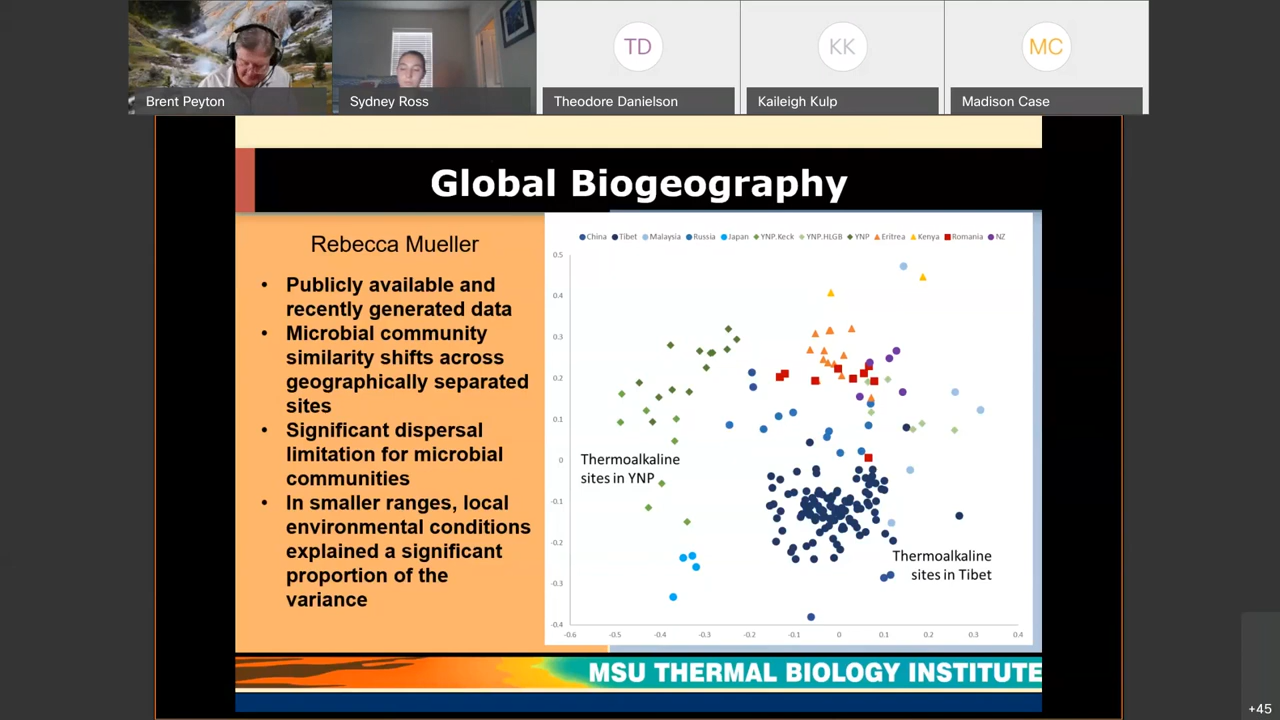 TD
KK
MC
Brent Peyton
Sydney Ross
Theodore Danielson
Kaileigh Kulp
Madison Case
Global Biogeography
Rebecca Mueller
• Publicly available and
recently generated data
• Microbial community
similarity shifts across
geographically separated
sites
• Significant dispersal
limitation for microbial
communities
• In smaller ranges, local
environmental conditions
explained a significant
proportion of the
variance
China Tibet Malaysia Russia Japan YNP.Keck YNP.HLGB YNP Eritrea Kenya Romania NZ
0.5
0.4
0.3
0.2
0.1
0
-0.1
-0.2
-0.3
-0.4
Thermoalkaline
sites in YNP
Thermoalkaline
sites in Tibet
-0.6 -0.5 -0.4 -0.3 -0.2 -0.1 0 0.1 0.2 0.3 0.4
MSU THERMAL BIOLOGY INSTITUTE
+45